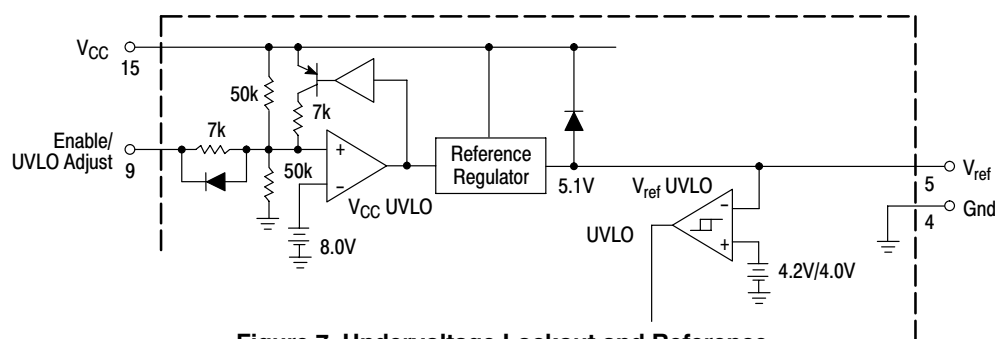 VCC
15
50k
7k
7k
Enable/
UVLO Adjust
9
50k
+
–
VCC UVLO
8.0V
Reference
Regulator
5.1V
Vref UVLO
–
+
UVLO
4.2V/4.0V
Vref
5
Gnd
4